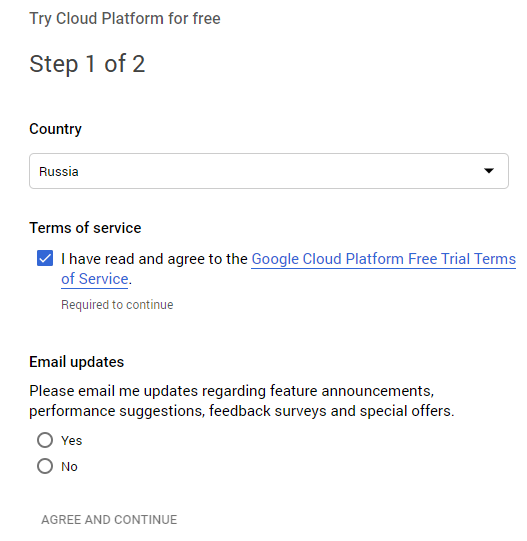 Try Cloud Platform for free
Step 1 of 2
Country
Russia
Terms of service
I have read and agree to the Google Cloud Platform Free Trial Terms
of Service.
Required to continue
Email updates
Please email me updates regarding feature announcements,
performance suggestions, feedback surveys and special offers.
Yes
No
AGREE AND CONTINUE